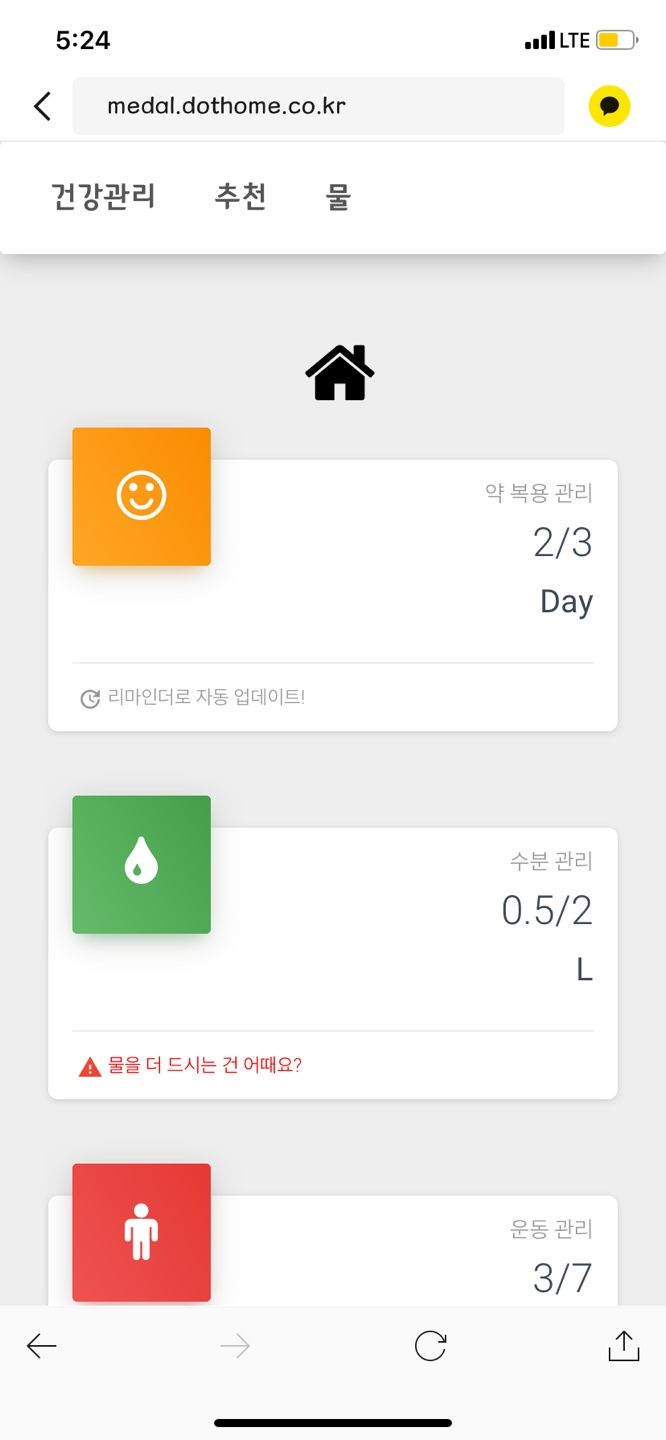 5:24 LTE
medal.dothome.co.kr
건강관리 추천 물
약 복용 관리
2/3
Day
리마인더로 자동 업데이트!
수분 관리
0.5/2
L
물을 더 드시는 건 어때요?
운동 관리
3/7